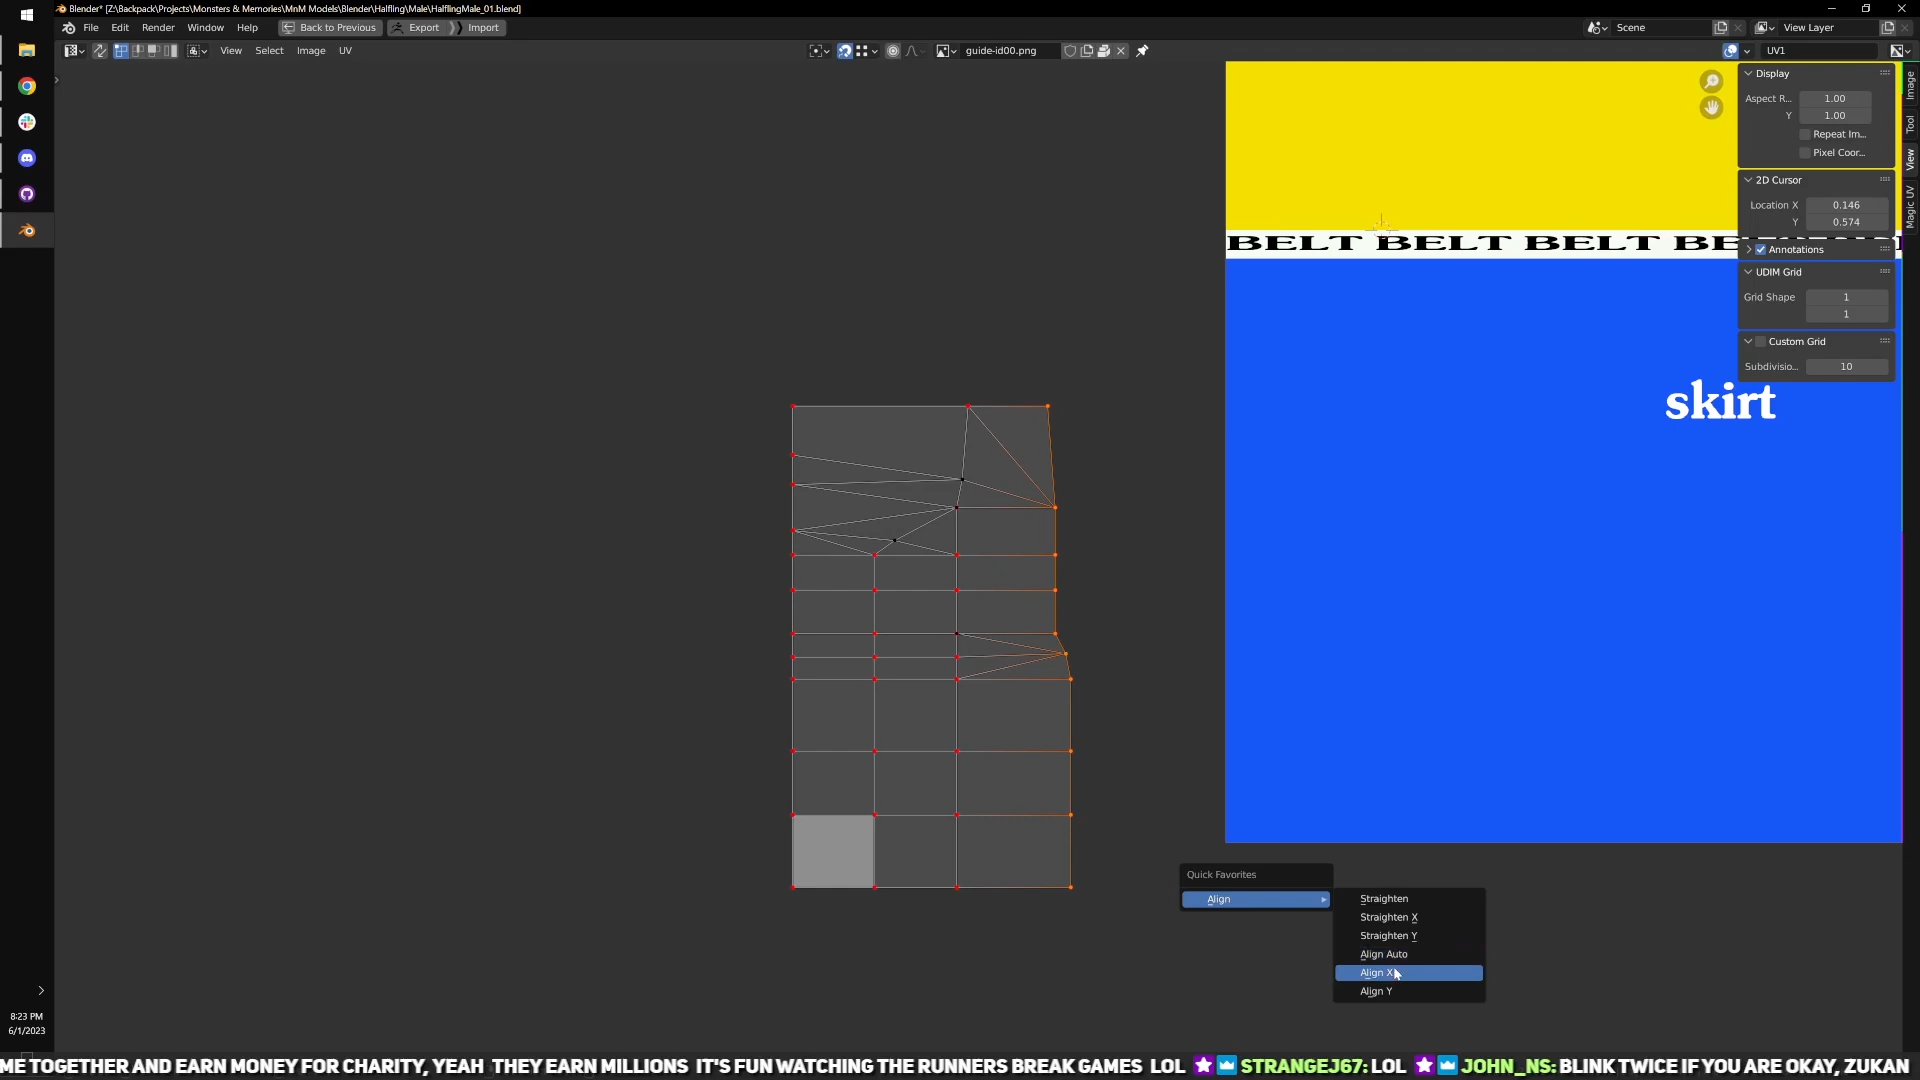 Blender* [Z:\Backpack\Projects\Monsters & Memories\MnM Models\Blender\Halfling\Male\HalflingMale_01.blend]
File Edit Render Window Help Back to Previous Export Import Scene View Layer
View Select Image UV guide-id00.png UV1
Display
Aspect R... 1.00
Y 1.00
Repeat Im...
Pixel Coor...
2D Cursor
Location X 0.146
Y 0.574
Annotations
UDIM Grid
Grid Shape 1
1
Custom Grid
Subdivisio... 10
Image
Tool
View
Magic UV
BELT BELT BELT BE
skirt
Quick Favorites
Align
Straighten
Straighten X
Straighten Y
Align Auto
Align X
Align Y
8:23 PM
6/1/2023
ME TOGETHER AND EARN MONEY FOR CHARITY, YEAH THEY EARN MILLIONS IT'S FUN WATCHING THE RUNNERS BREAK GAMES LOL STRANGEJ67: LOL JOHN_NS: BLINK TWICE IF YOU ARE OKAY, ZUKAN